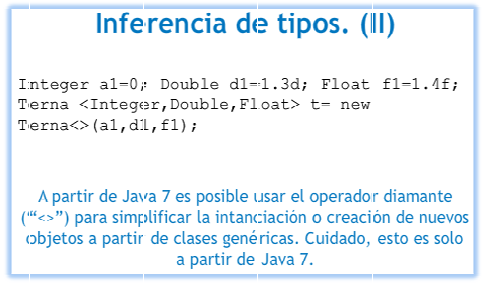 Inferencia de tipos. (II)
Integer a1=0; Double d1=1.3d; Float f1=1.4f;
Terna <Integer,Double,Float> t= new
Terna<>(a1,d1,f1);
A partir de Java 7 es posible usar el operador diamante
(““<>”) para simplificar la intanciación o creación de nuevos
objetos a partir de clases genéricas. Cuidado, esto es solo
a partir de Java 7.